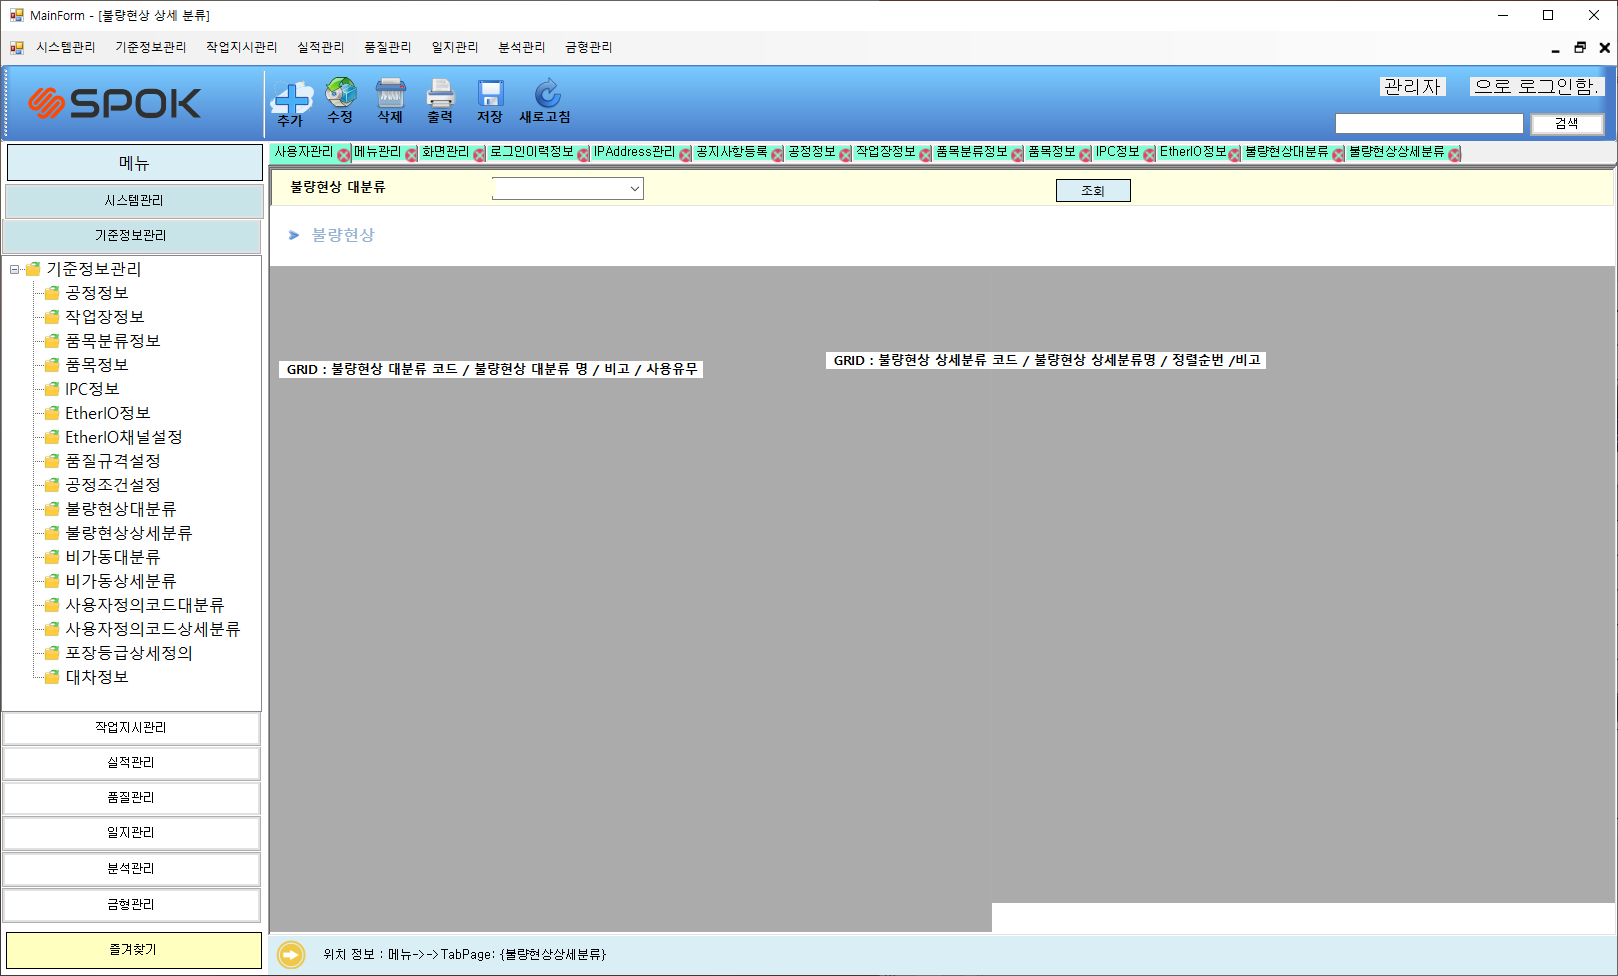 MainForm - [불량현상 상세 분류]
시스템관리 기준정보관리 작업지시관리 실적관리 품질관리 일지관리 분석관리 금형관리
SPOK
추가 수정 삭제 출력 저장 새로고침
관리자 으로 로그인함.
검색
사용자관리 메뉴관리 화면관리 로그인이력정보 IPAddress관리 공지사항등록 공정정보 작업장정보 품목분류정보 품목정보 IPC정보 EtherIO정보 불량현상대분류 불량현상상세분류
메뉴
시스템관리
기준정보관리
기준정보관리
공정정보
작업장정보
품목분류정보
품목정보
IPC정보
EtherIO정보
EtherIO채널설정
품질규격설정
공정조건설정
불량현상대분류
불량현상상세분류
비가동대분류
비가동상세분류
사용자정의코드대분류
사용자정의코드상세분류
포장등급상세정의
대차정보
작업지시관리
실적관리
품질관리
일지관리
분석관리
금형관리
즐겨찾기
불량현상 대분류
조회
불량현상
GRID : 불량현상 대분류 코드 / 불량현상 대분류 명 / 비고 / 사용유무
GRID : 불량현상 상세분류 코드 / 불량현상 상세분류명 / 정렬순번 /비고
위치 정보 : 메뉴->->TabPage: {불량현상상세분류}